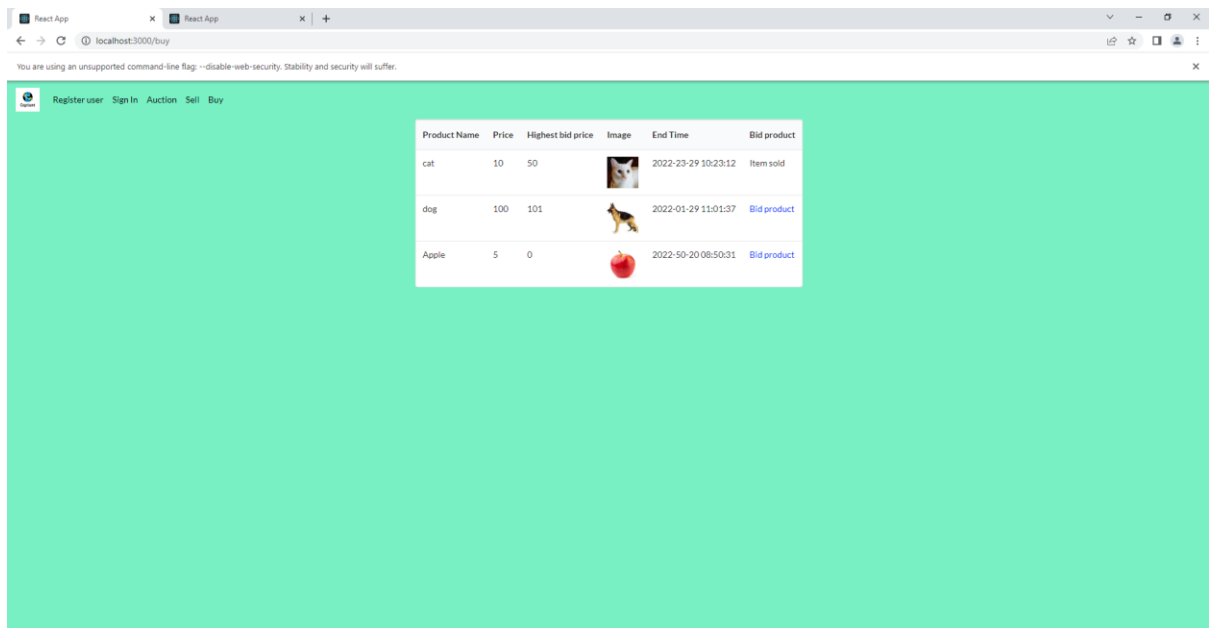 React App React App
localhost:3000/buy
You are using an unsupported command-line flag: --disable-web-security. Stability and security will suffer.
Register user Sign In Auction Sell Buy
Product Name Price Highest bid price Image End Time Bid product
cat 10 50 2022-23-29 10:23:12 Item sold
dog 100 101 2022-01-29 11:01:37 Bid product
Apple 5 0 2022-50-20 08:50:31 Bid product